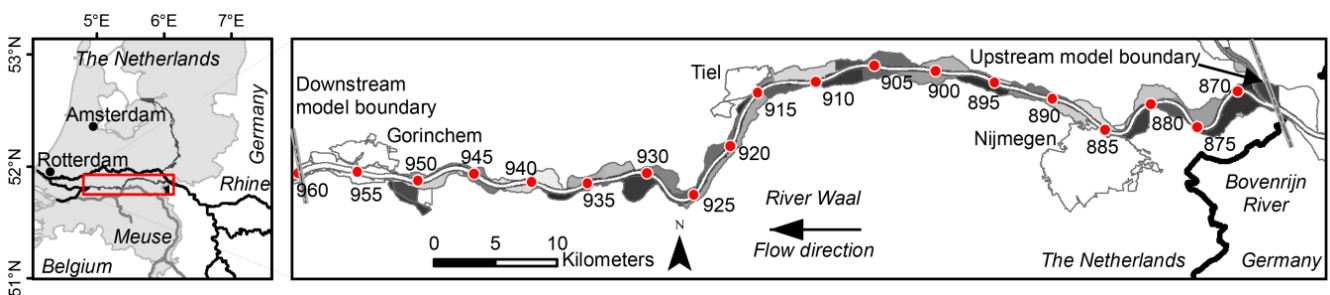 5°E 6°E 7°E
53°N
52°N
51°N
The Netherlands
Amsterdam
Rotterdam
Germany
Rhine
Meuse
Belgium
Downstream
model boundary
Gorinchem
Tiel
Upstream model boundary
Nijmegen
960
955
950
945
940
935
930
925
920
915
910
905
900
895
890
885
880
875
870
Bovenrijn
River
River Waal
Flow direction
N
0 5 10
Kilometers
The Netherlands
Germany